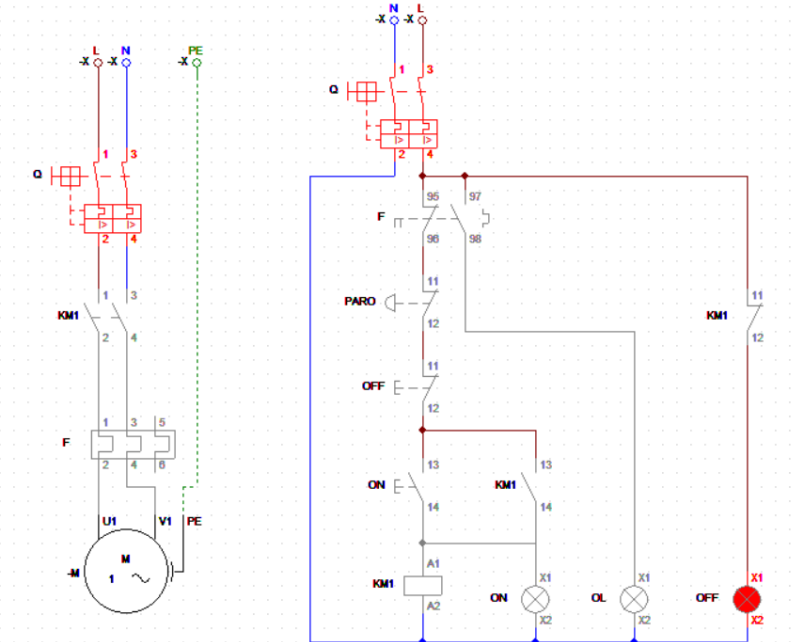 N L
-X -X
1 3
Q
I> I>
2 4
L N PE
-X -X -X
1 3
Q
I> I>
2 4
95 97
F
96 98
11
PARO
12
11
OFF
12
13 13
ON KM1
14 14
A1 X1 X1 X1
KM1 ON OL OFF
A2 X2 X2 X2
11
KM1
12
1 3
KM1
2 4
1 3 5
F
2 4 6
U1 V1 PE
M
-M 1